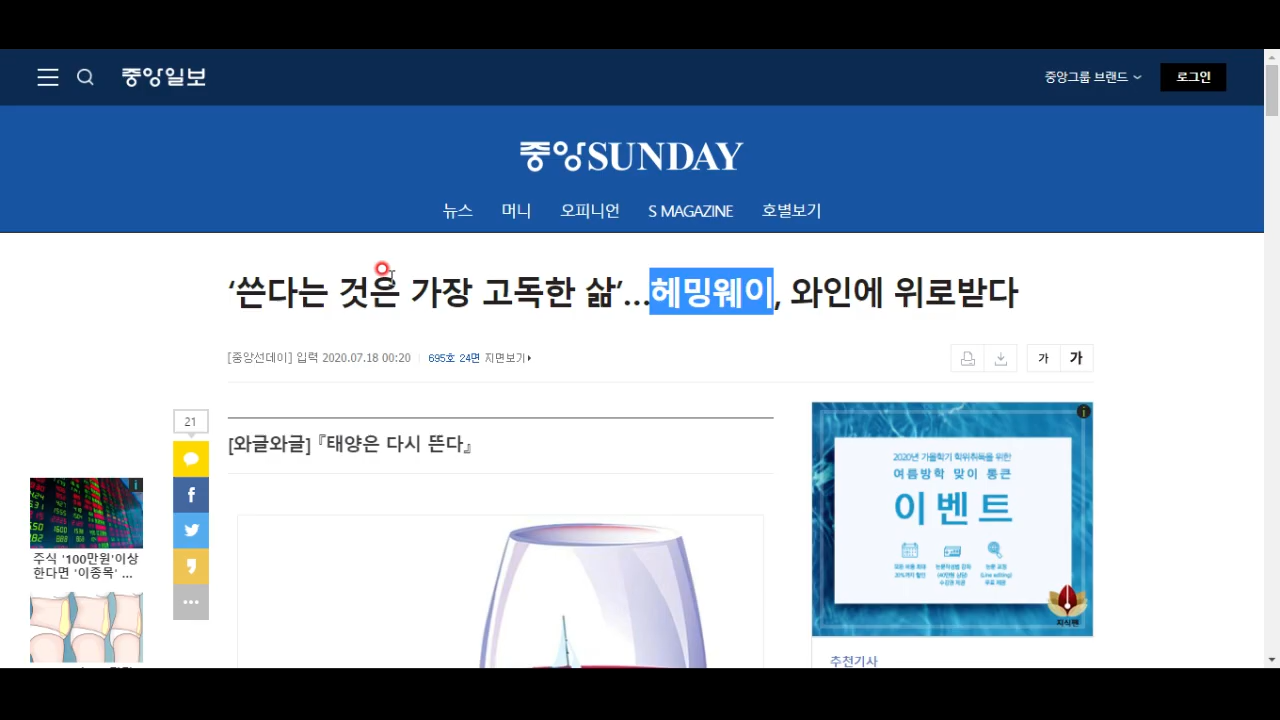 중앙일보
중앙그룹 브랜드
로그인
중앙SUNDAY
뉴스 머니 오피니언 S MAGAZINE 호별보기
‘쓴다는 것은 가장 고독한 삶’…헤밍웨이, 와인에 위로받다
[중앙선데이] 입력 2020.07.18 00:20 695호 24면 지면보기
가 가
21
[와글와글]『태양은 다시 뜬다』
2020년 가을학기 학위취득을 위한
여름방학 맞이 통큰
이벤트
지식펜
주식 '100만원'이상
한다면 '이종목' ...
추천기사